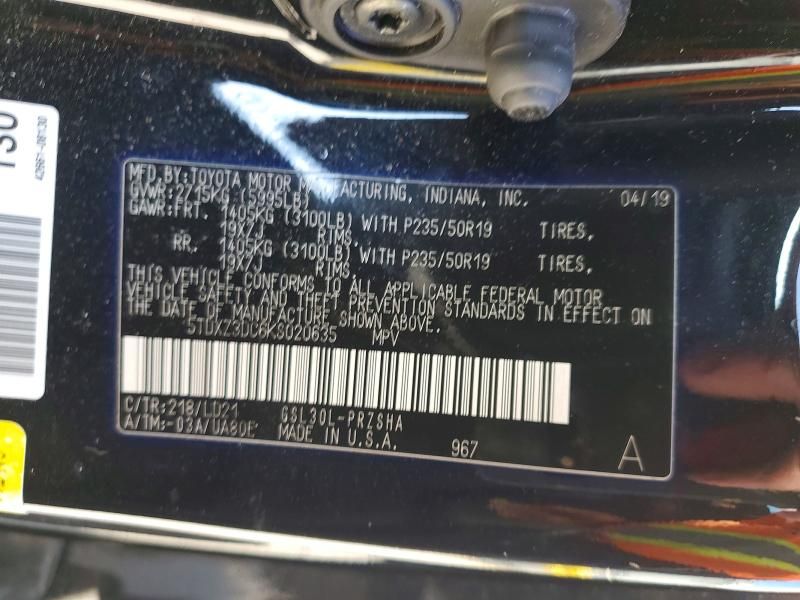 MFD.BY:TOYOTA MOTOR MANUFACTURING, INDIANA, INC. 04/19
GVWR:2715KG (5995LB)
GAWR:FRT. 1405KG (3100LB) WITH P235/50R19 TIRES,
19X7J RIMS.
RR. 1405KG (3100LB) WITH P235/50R19 TIRES,
19X7J RIMS.
THIS VEHICLE CONFORMS TO ALL APPLICABLE FEDERAL MOTOR
VEHICLE SAFETY AND THEFT PREVENTION STANDARDS IN EFFECT ON
THE DATE OF MANUFACTURE SHOWN ABOVE.
5TDXZ3DC6KS020635 MPV
C/TR:218/LD21 GSL30L-PRZSHA
A/TM:-03A/UA80E MADE IN U.S.A. 967
A
130